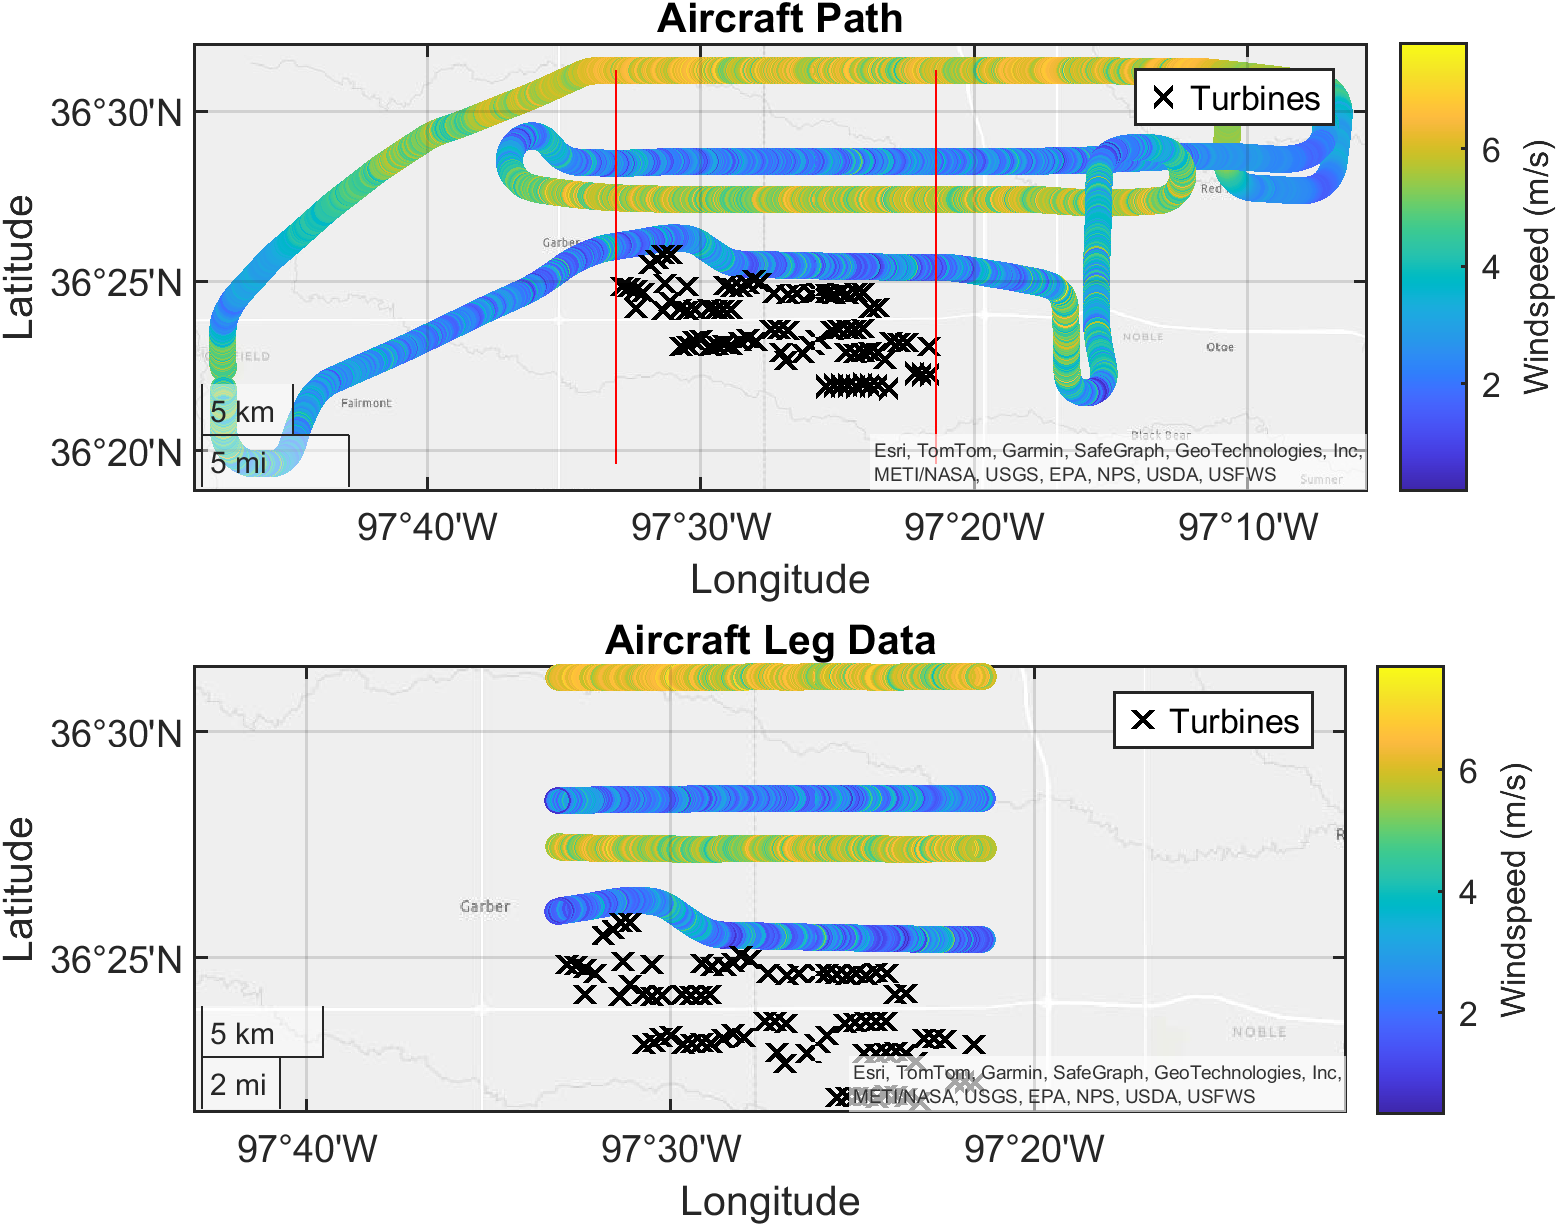 Aircraft Path
Turbines
36°30'N
36°25'N
36°20'N
Latitude
Garber
Red
NOBLE
Otoe
Fairmont
Black Bear
Sumner
5 km
5 mi
Esri, TomTom, Garmin, SafeGraph, GeoTechnologies, Inc,
METI/NASA, USGS, EPA, NPS, USDA, USFWS
97°40'W 97°30'W 97°20'W 97°10'W
Longitude
6
4
2
Windspeed (m/s)
Aircraft Leg Data
Turbines
36°30'N
36°25'N
Latitude
Garber
R
NOBLE
5 km
2 mi
Esri, TomTom, Garmin, SafeGraph, GeoTechnologies, Inc,
METI/NASA, USGS, EPA, NPS, USDA, USFWS
97°40'W 97°30'W 97°20'W
Longitude
6
4
2
Windspeed (m/s)